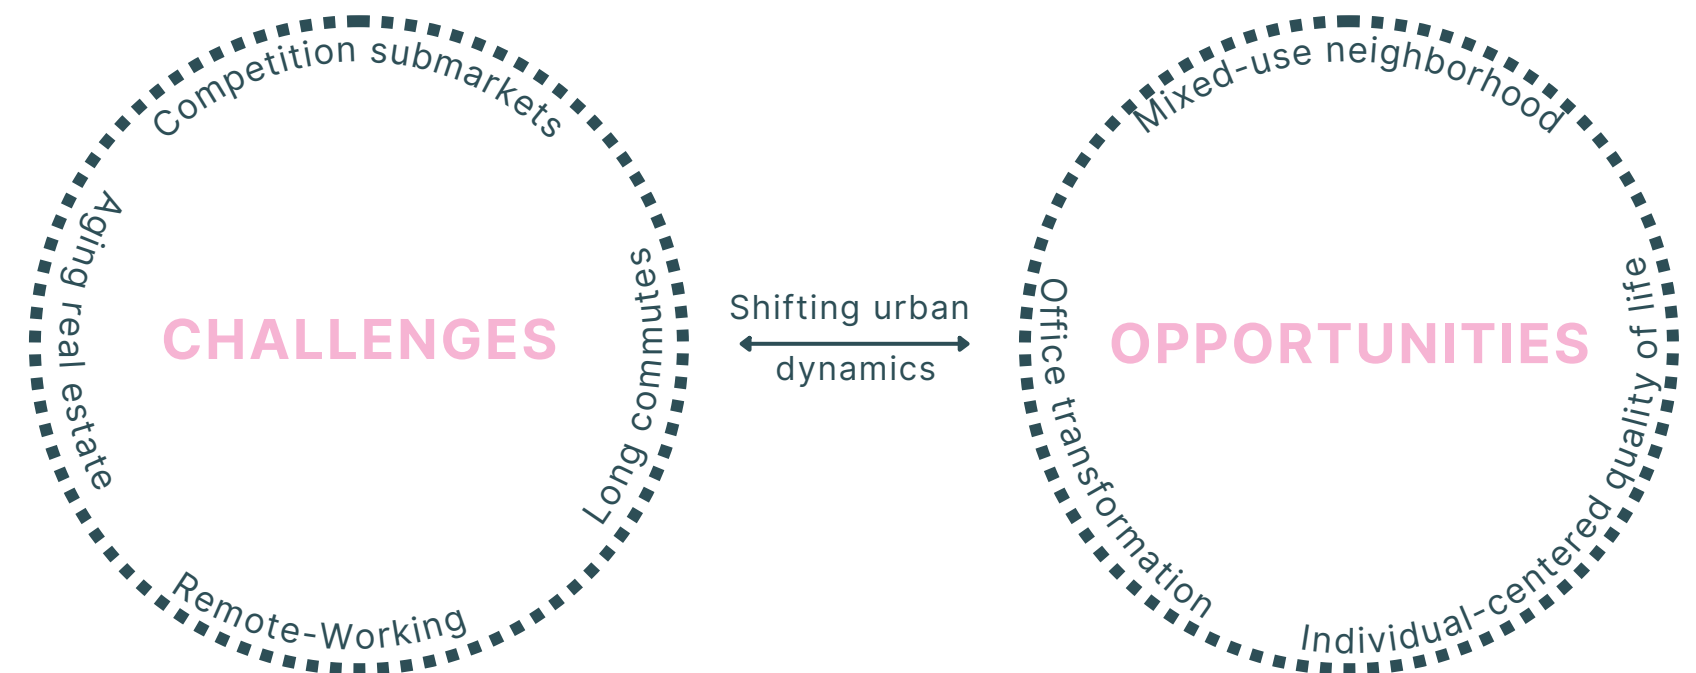 Competition submarkets
Aging real estate
CHALLENGES
Long commutes
Remote-Working
Shifting urban
dynamics
Mixed-use neighborhood
Office transformation
OPPORTUNITIES
Individual-centered quality of life